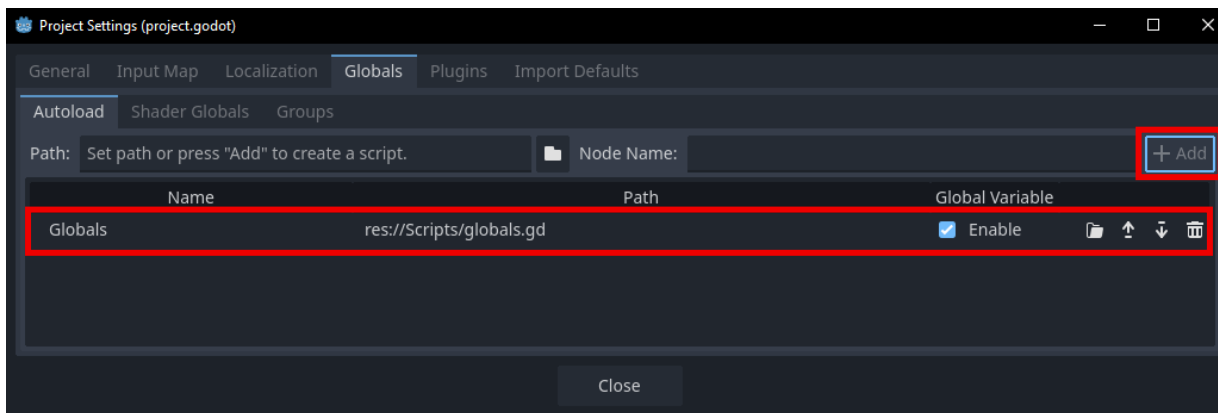 Project Settings (project.godot)
General Input Map Localization Globals Plugins Import Defaults
Autoload Shader Globals Groups
Path: Set path or press "Add" to create a script. Node Name: + Add
Name Path Global Variable
Globals res://Scripts/globals.gd Enable
Close